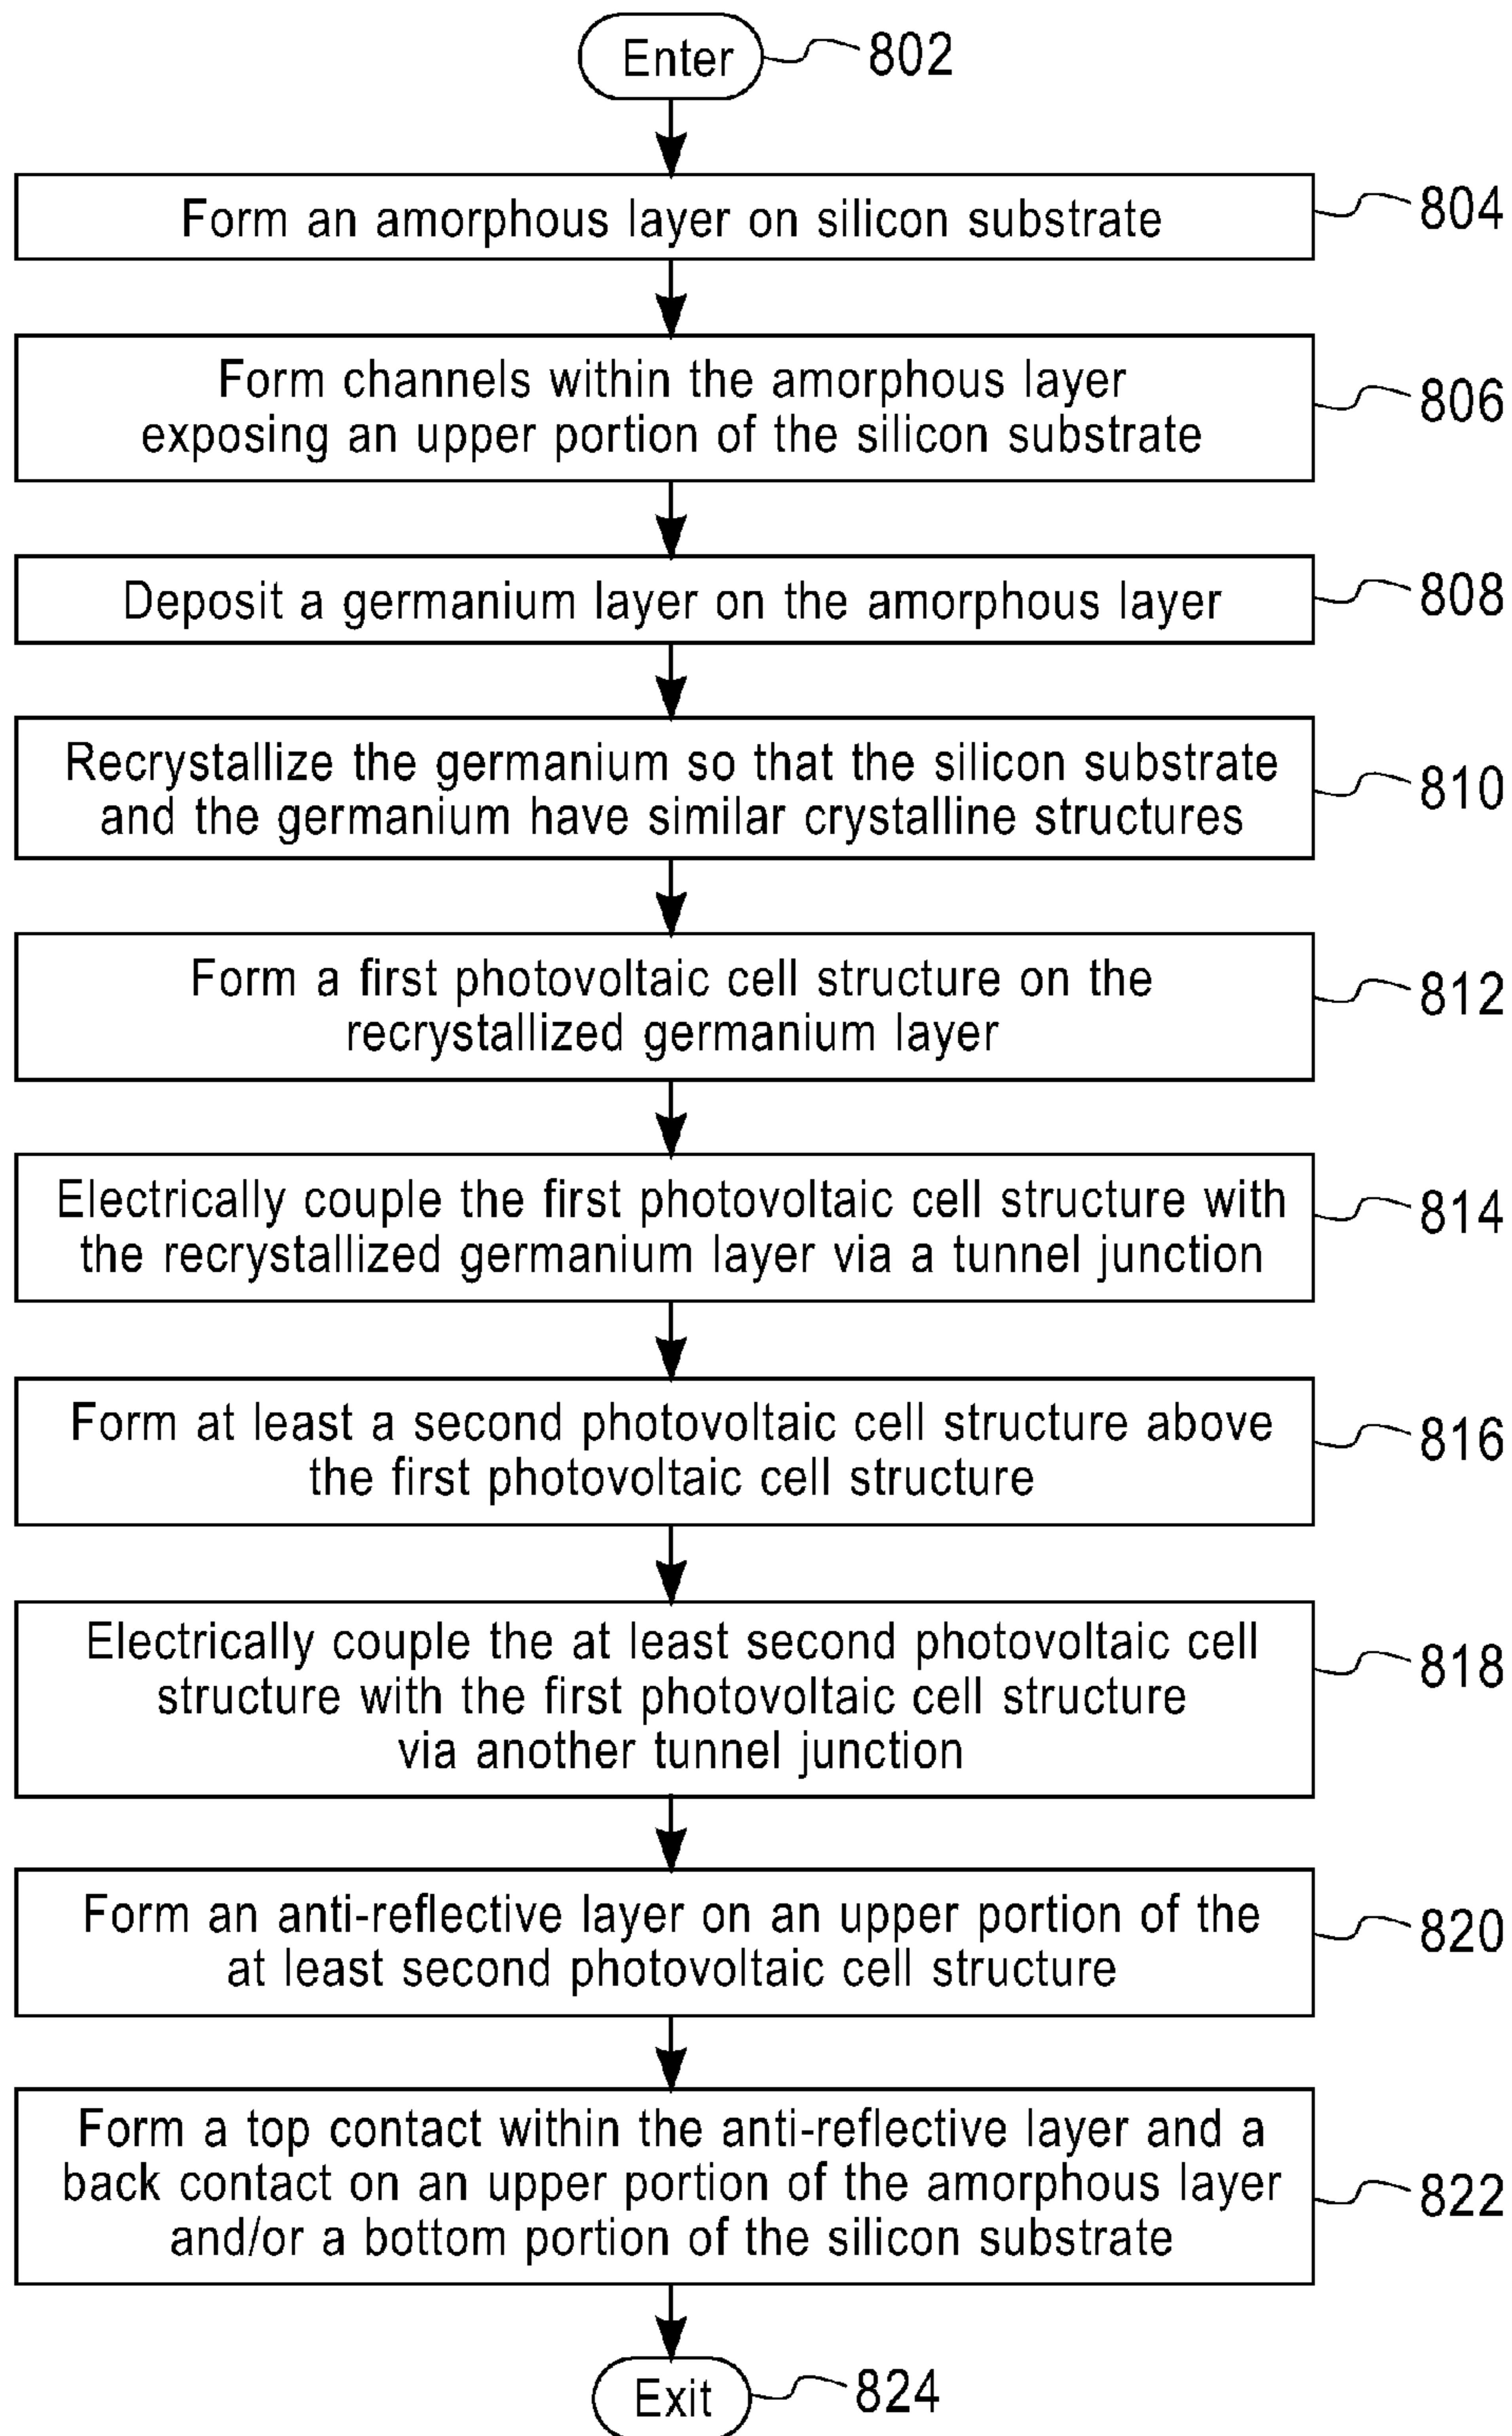 Enter
802
Form an amorphous layer on silicon substrate
804
Form channels within the amorphous layer
exposing an upper portion of the silicon substrate
806
Deposit a germanium layer on the amorphous layer
808
Recrystallize the germanium so that the silicon substrate
and the germanium have similar crystalline structures
810
Form a first photovoltaic cell structure on the
recrystallized germanium layer
812
Electrically couple the first photovoltaic cell structure with
the recrystallized germanium layer via a tunnel junction
814
Form at least a second photovoltaic cell structure above
the first photovoltaic cell structure
816
Electrically couple the at least second photovoltaic cell
structure with the first photovoltaic cell structure
via another tunnel junction
818
Form an anti-reflective layer on an upper portion of the
at least second photovoltaic cell structure
820
Form a top contact within the anti-reflective layer and a
back contact on an upper portion of the amorphous layer
and/or a bottom portion of the silicon substrate
822
Exit
824